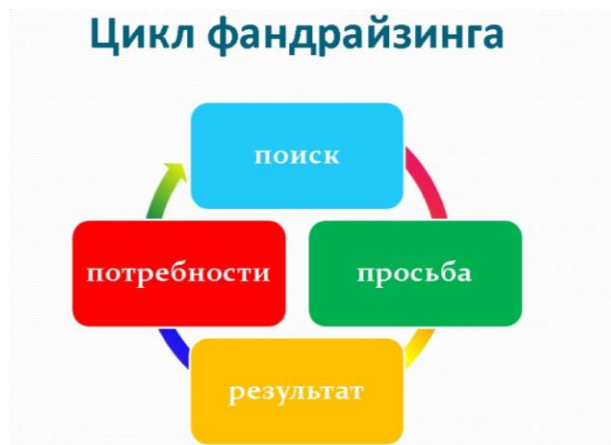 Цикл фандрайзинга
поиск
потребности
просьба
результат